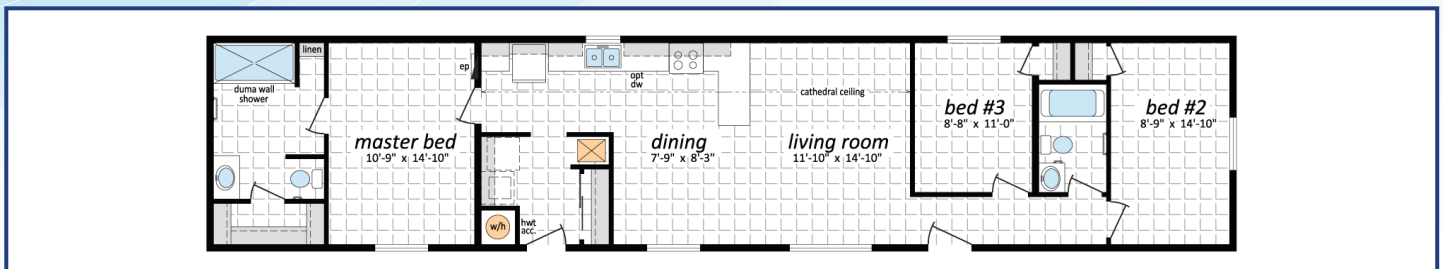 linen
duma wall
shower
master bed
10'-9" x 14'-10"
ep
opt
dw
w/h
hwt
acc.
dining
7'-9" x 8'-3"
cathedral ceiling
living room
11'-10" x 14'-10"
bed #3
8'-8" x 11'-0"
bed #2
8'-9" x 14'-10"